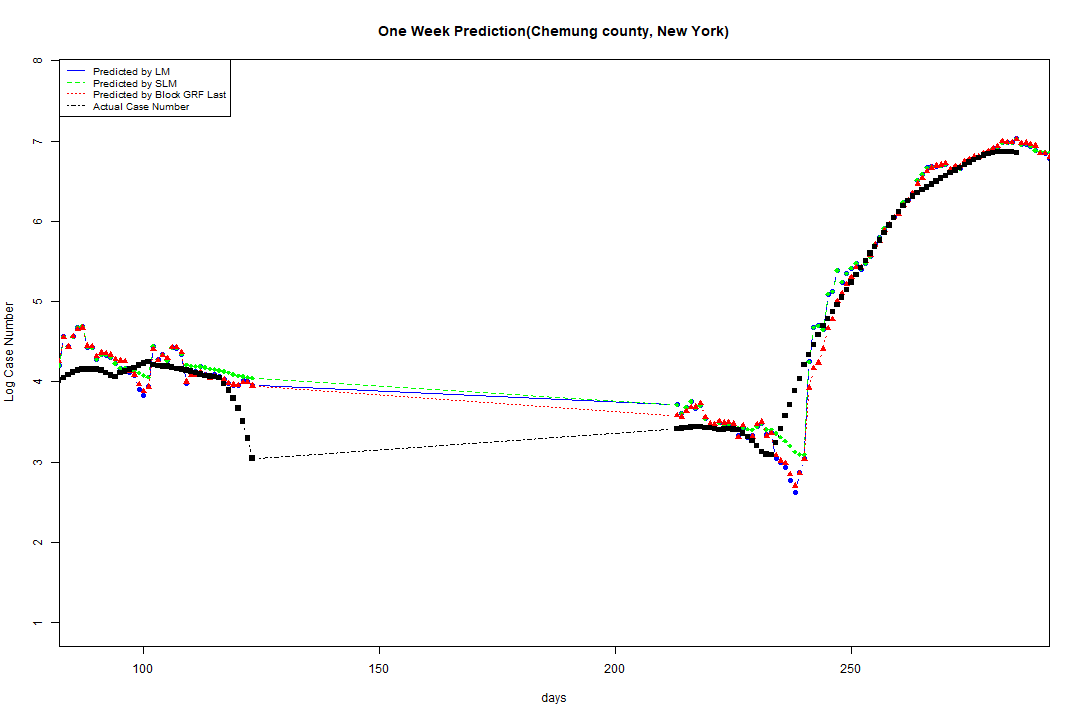 One Week Prediction(Chemung county, New York)
Predicted by LM
Predicted by SLM
Predicted by Block GRF Last
Actual Case Number
8
7
6
5
4
3
2
1
Log Case Number
100
150
200
250
days